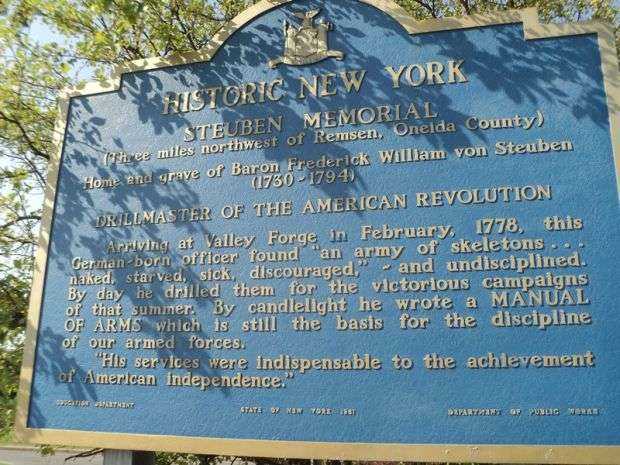 HISTORIC NEW YORK
STEUBEN MEMORIAL
(Three miles northwest of Remsen, Oneida County)
Home and grave of Baron Frederick William von Steuben
(1730 - 1794)
DRILLMASTER OF THE AMERICAN REVOLUTION
Arriving at Valley Forge in February, 1778, this
German-born officer found "an army of skeletons . . .
naked, starved, sick, discouraged," - and undisciplined.
By day he drilled them for the victorious campaigns
of that summer. By candlelight he wrote a MANUAL
OF ARMS which is still the basis for the discipline
of our armed forces.
"His services were indispensable to the achievement
of American independence."
EDUCATION DEPARTMENT STATE OF NEW YORK 1961 DEPARTMENT OF PUBLIC WORKS